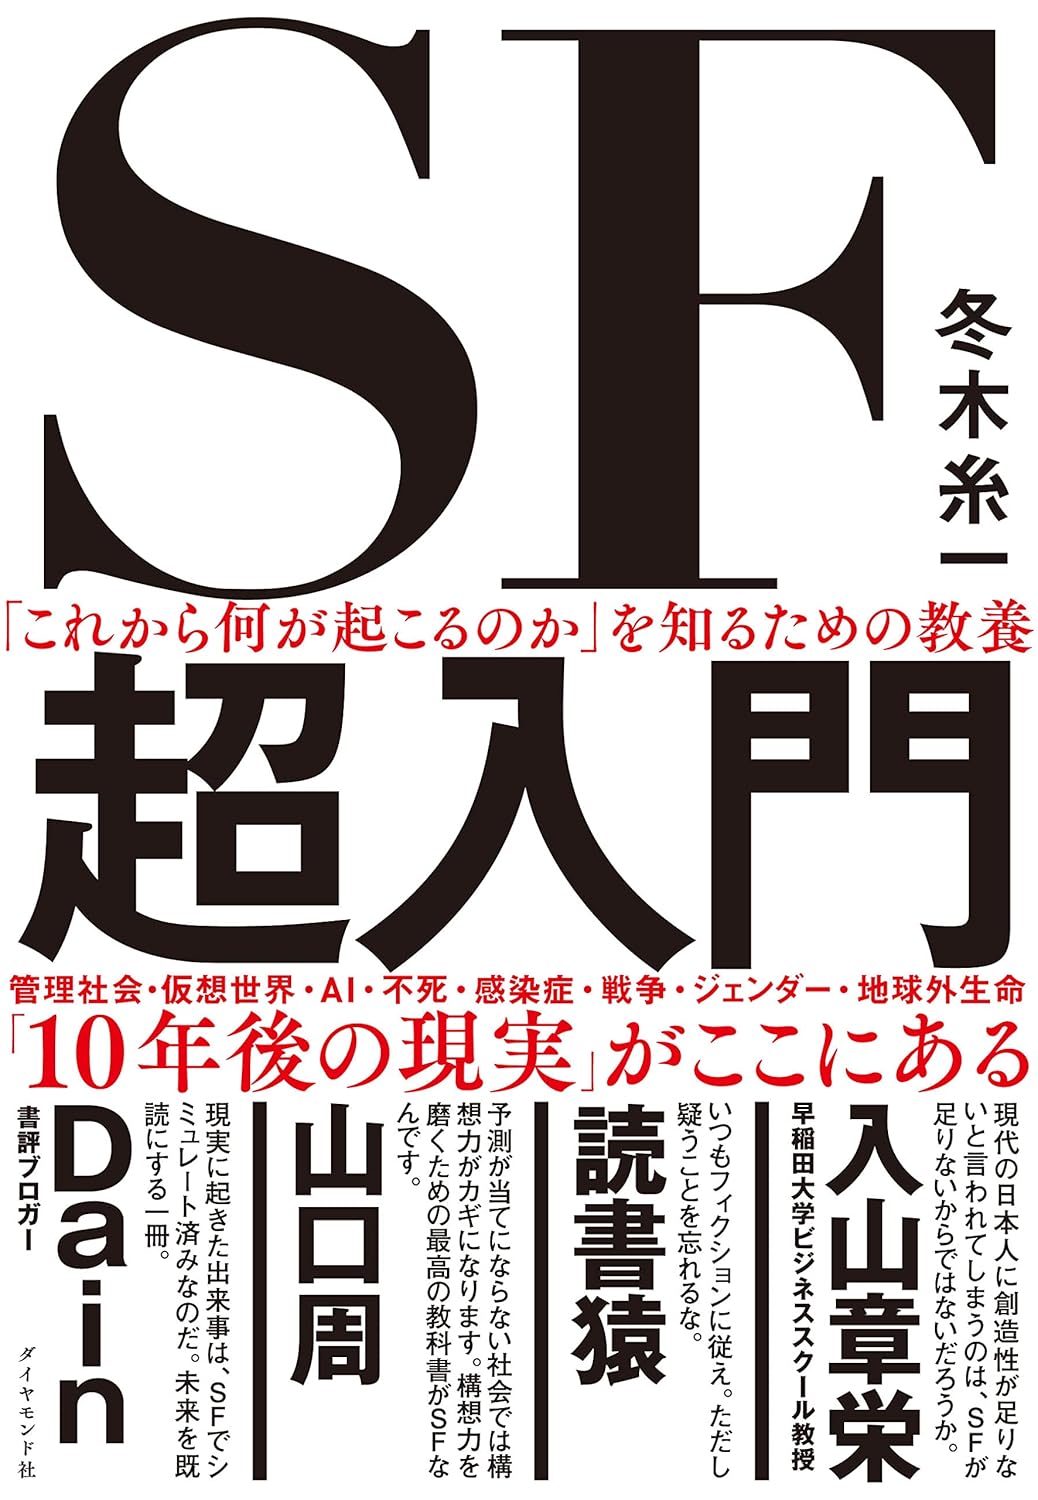 SF
冬木糸一
「これから何が起こるのか」を知るための教養
超入門
管理社会・仮想世界・AI・不死・感染症・戦争・ジェンダー・地球外生命
「10年後の現実」がここにある
現代の日本人に創造性が足りな
いと言われてしまうのは、SFが
足りないからではないだろうか。
入山章栄
早稲田大学ビジネススクール教授
いつもフィクションに従え。ただし
疑うことを忘れるな。
読書猿
予測が当てにならない社会では構
想力がカギになります。構想力を
磨くための最高の教科書がSFな
んです。
山口周
現実に起きた出来事は、SFでシ
ミュレート済みなのだ。未来を既
読にする一冊。
Dain
書評ブロガー
ダイヤモンド社